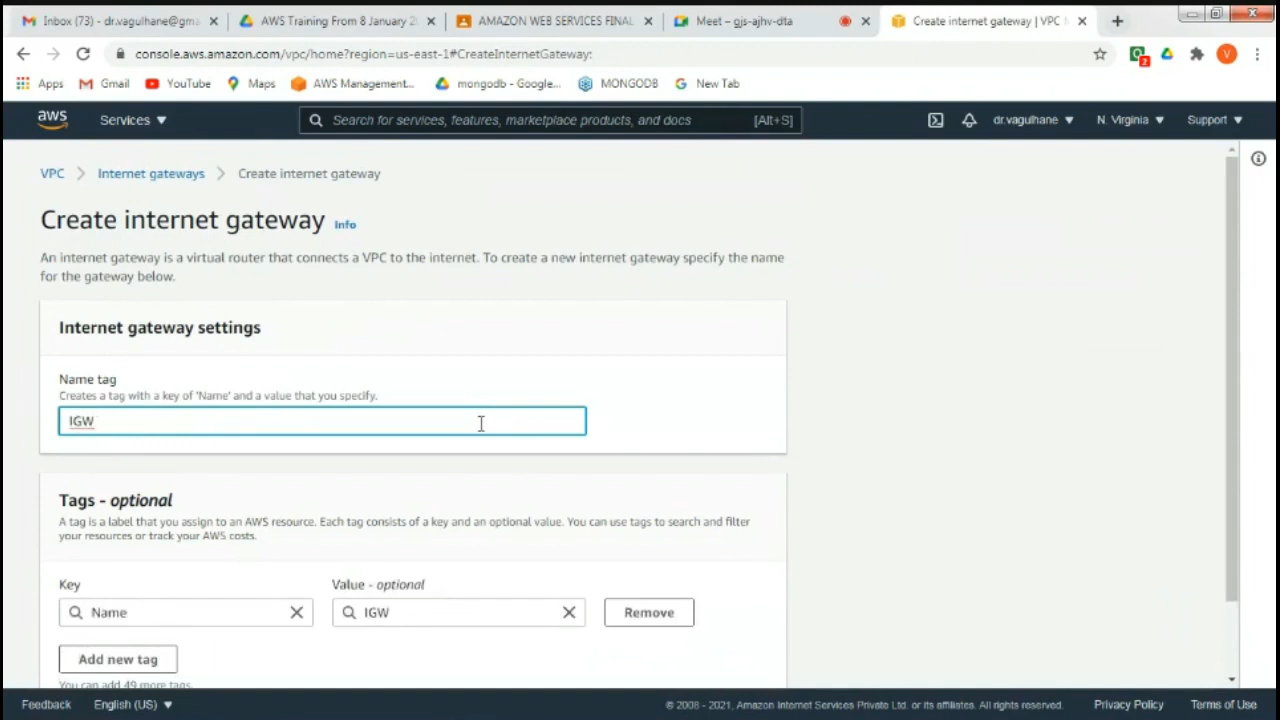 Inbox (73) - dr.vagulhane@gma
AWS Training From 8 January 2
AMAZON WEB SERVICES FINAL
Meet – gjs-ajhv-dta
Create internet gateway | VPC M
console.aws.amazon.com/vpc/home?region=us-east-1#CreateInternetGateway:
2
V
Apps
Gmail
YouTube
Maps
AWS Management...
mongodb - Google...
MONGODB
New Tab
aws
Services
Search for services, features, marketplace products, and docs
[Alt+S]
dr.vagulhane
N. Virginia
Support
VPC
Internet gateways
Create internet gateway
Create internet gateway
Info
An internet gateway is a virtual router that connects a VPC to the internet. To create a new internet gateway specify the name
for the gateway below.
Internet gateway settings
Name tag
Creates a tag with a key of 'Name' and a value that you specify.
IGW
Tags - optional
A tag is a label that you assign to an AWS resource. Each tag consists of a key and an optional value. You can use tags to search and filter
your resources or track your AWS costs.
Key
Value - optional
Name
IGW
Remove
Add new tag
You can add 49 more tags.
Feedback
English (US)
© 2008 - 2021, Amazon Internet Services Private Ltd. or its affiliates. All rights reserved.
Privacy Policy
Terms of Use